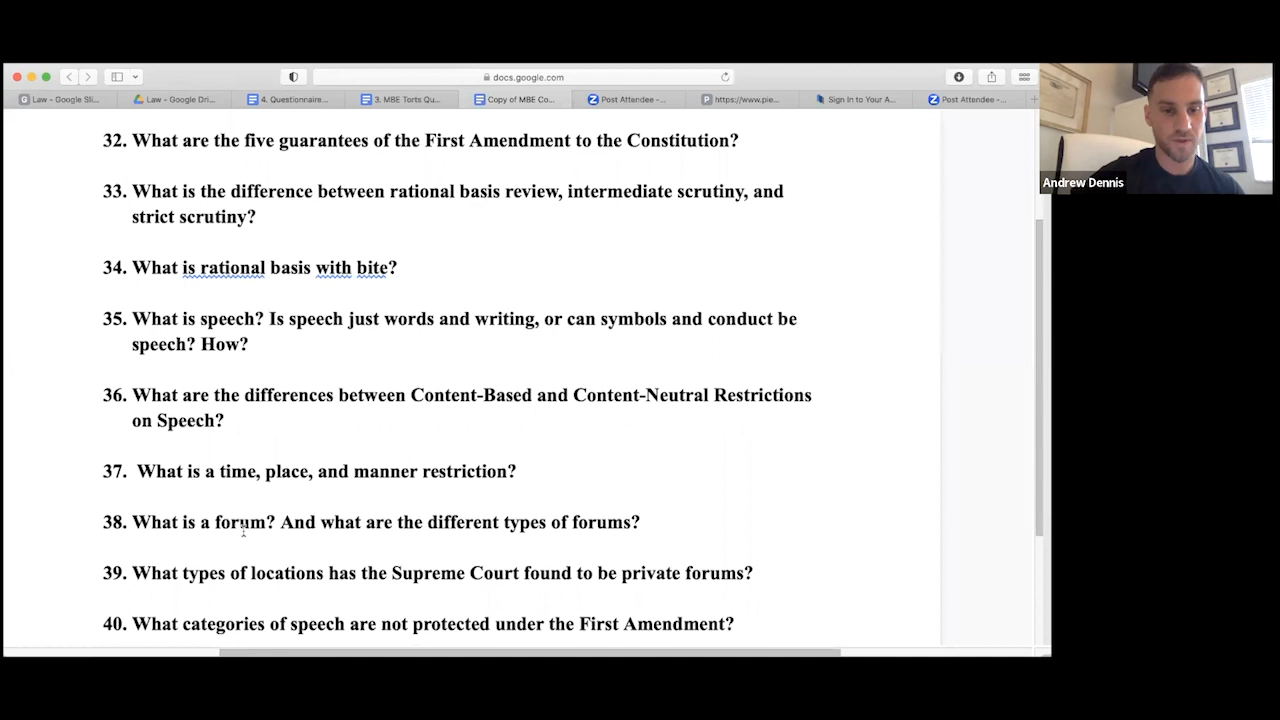 docs.google.com
Law - Google Sli...
Law - Google Dri...
4. Questionnaire...
3. MBE Torts Qu...
Copy of MBE Co...
Post Attendee -...
https://www.pie...
Sign In to Your A...
Post Attendee -...
32. What are the five guarantees of the First Amendment to the Constitution?
33. What is the difference between rational basis review, intermediate scrutiny, and
strict scrutiny?
34. What is rational basis with bite?
35. What is speech? Is speech just words and writing, or can symbols and conduct be
speech? How?
36. What are the differences between Content-Based and Content-Neutral Restrictions
on Speech?
37. What is a time, place, and manner restriction?
38. What is a forum? And what are the different types of forums?
39. What types of locations has the Supreme Court found to be private forums?
40. What categories of speech are not protected under the First Amendment?
Andrew Dennis